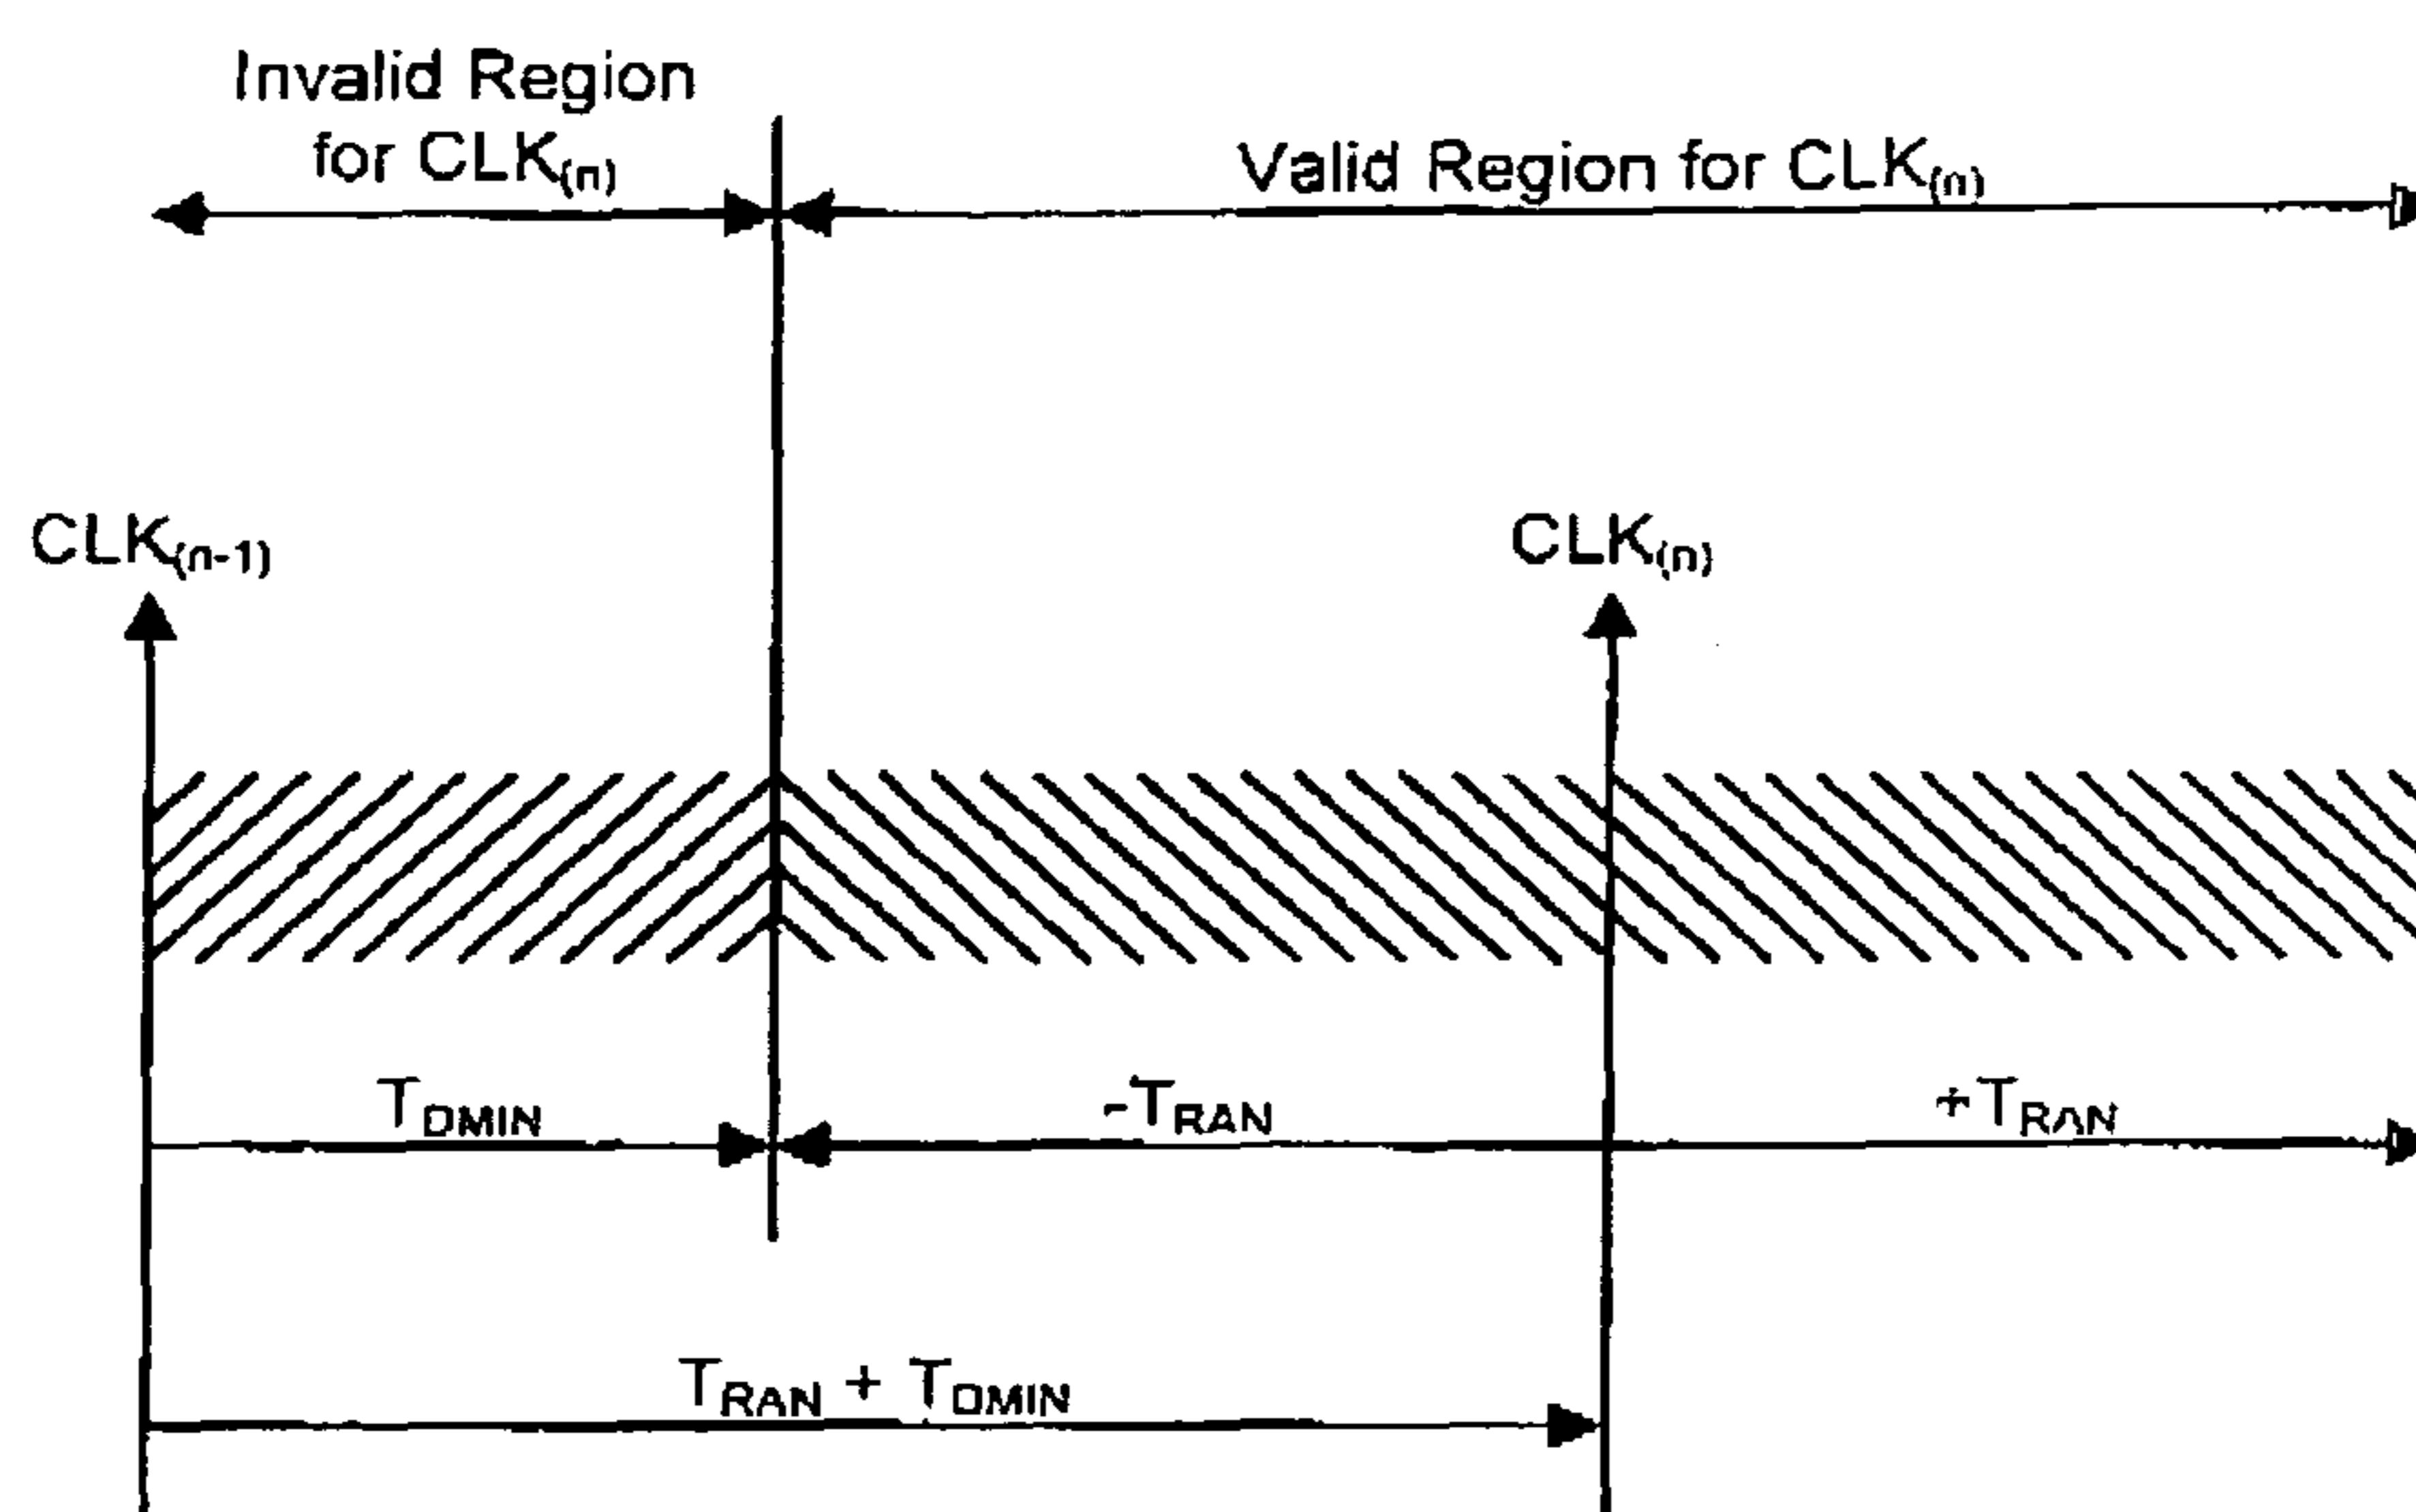 Invalid Region
for CLK(n)
Valid Region for CLK(n)
CLK(n-1)
CLK(n)
TDMIN
-TRAN
+TRAN
TRAN + TDMIN